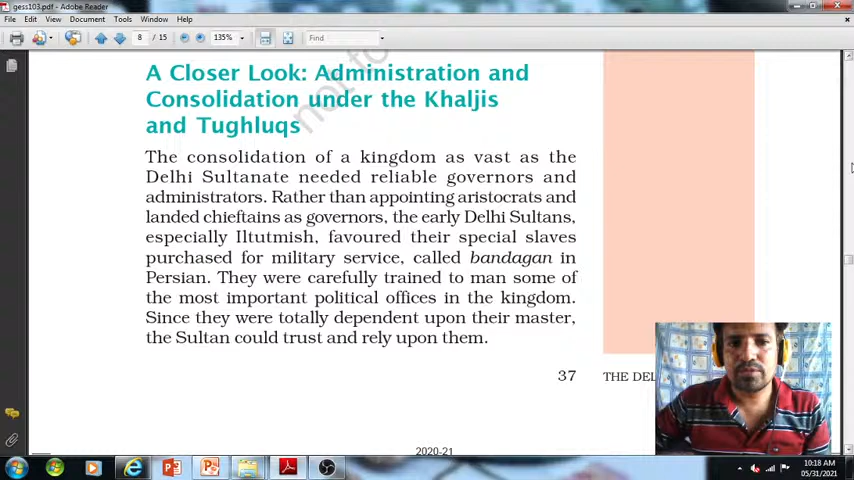 gess103.pdf - Adobe Reader
File Edit View Document Tools Window Help
8 / 15 135% Find
not to
A Closer Look: Administration and
Consolidation under the Khaljis
and Tughluqs
The consolidation of a kingdom as vast as the
Delhi Sultanate needed reliable governors and
administrators. Rather than appointing aristocrats and
landed chieftains as governors, the early Delhi Sultans,
especially Iltutmish, favoured their special slaves
purchased for military service, called bandagan in
Persian. They were carefully trained to man some of
the most important political offices in the kingdom.
Since they were totally dependent upon their master,
the Sultan could trust and rely upon them.
37 THE DEL
2020-21
10:18 AM
05/31/2021